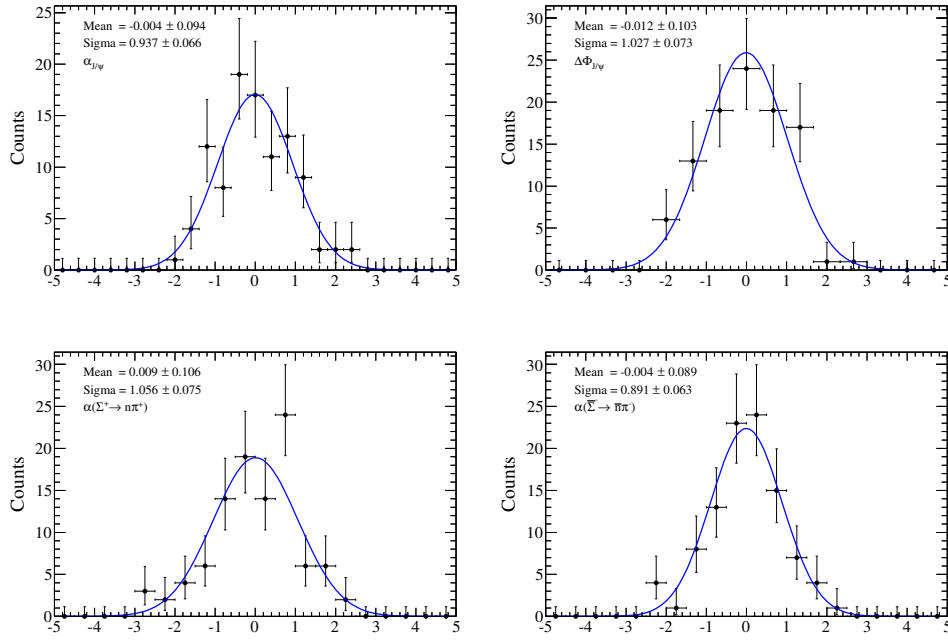 Mean = -0.004 ± 0.094
Sigma = 0.937 ± 0.066
α_J/ψ
Counts
25
20
15
10
5
0
-5 -4 -3 -2 -1 0 1 2 3 4 5
Mean = -0.012 ± 0.103
Sigma = 1.027 ± 0.073
ΔΦ_J/ψ
Counts
30
25
20
15
10
5
0
-5 -4 -3 -2 -1 0 1 2 3 4 5
Mean = 0.009 ± 0.106
Sigma = 1.056 ± 0.075
α(Σ⁺→ nπ⁺)
Counts
30
25
20
15
10
5
0
-5 -4 -3 -2 -1 0 1 2 3 4 5
Mean = -0.004 ± 0.089
Sigma = 0.891 ± 0.063
α(Σ̅⁻→ n̅π⁻)
Counts
30
25
20
15
10
5
0
-5 -4 -3 -2 -1 0 1 2 3 4 5